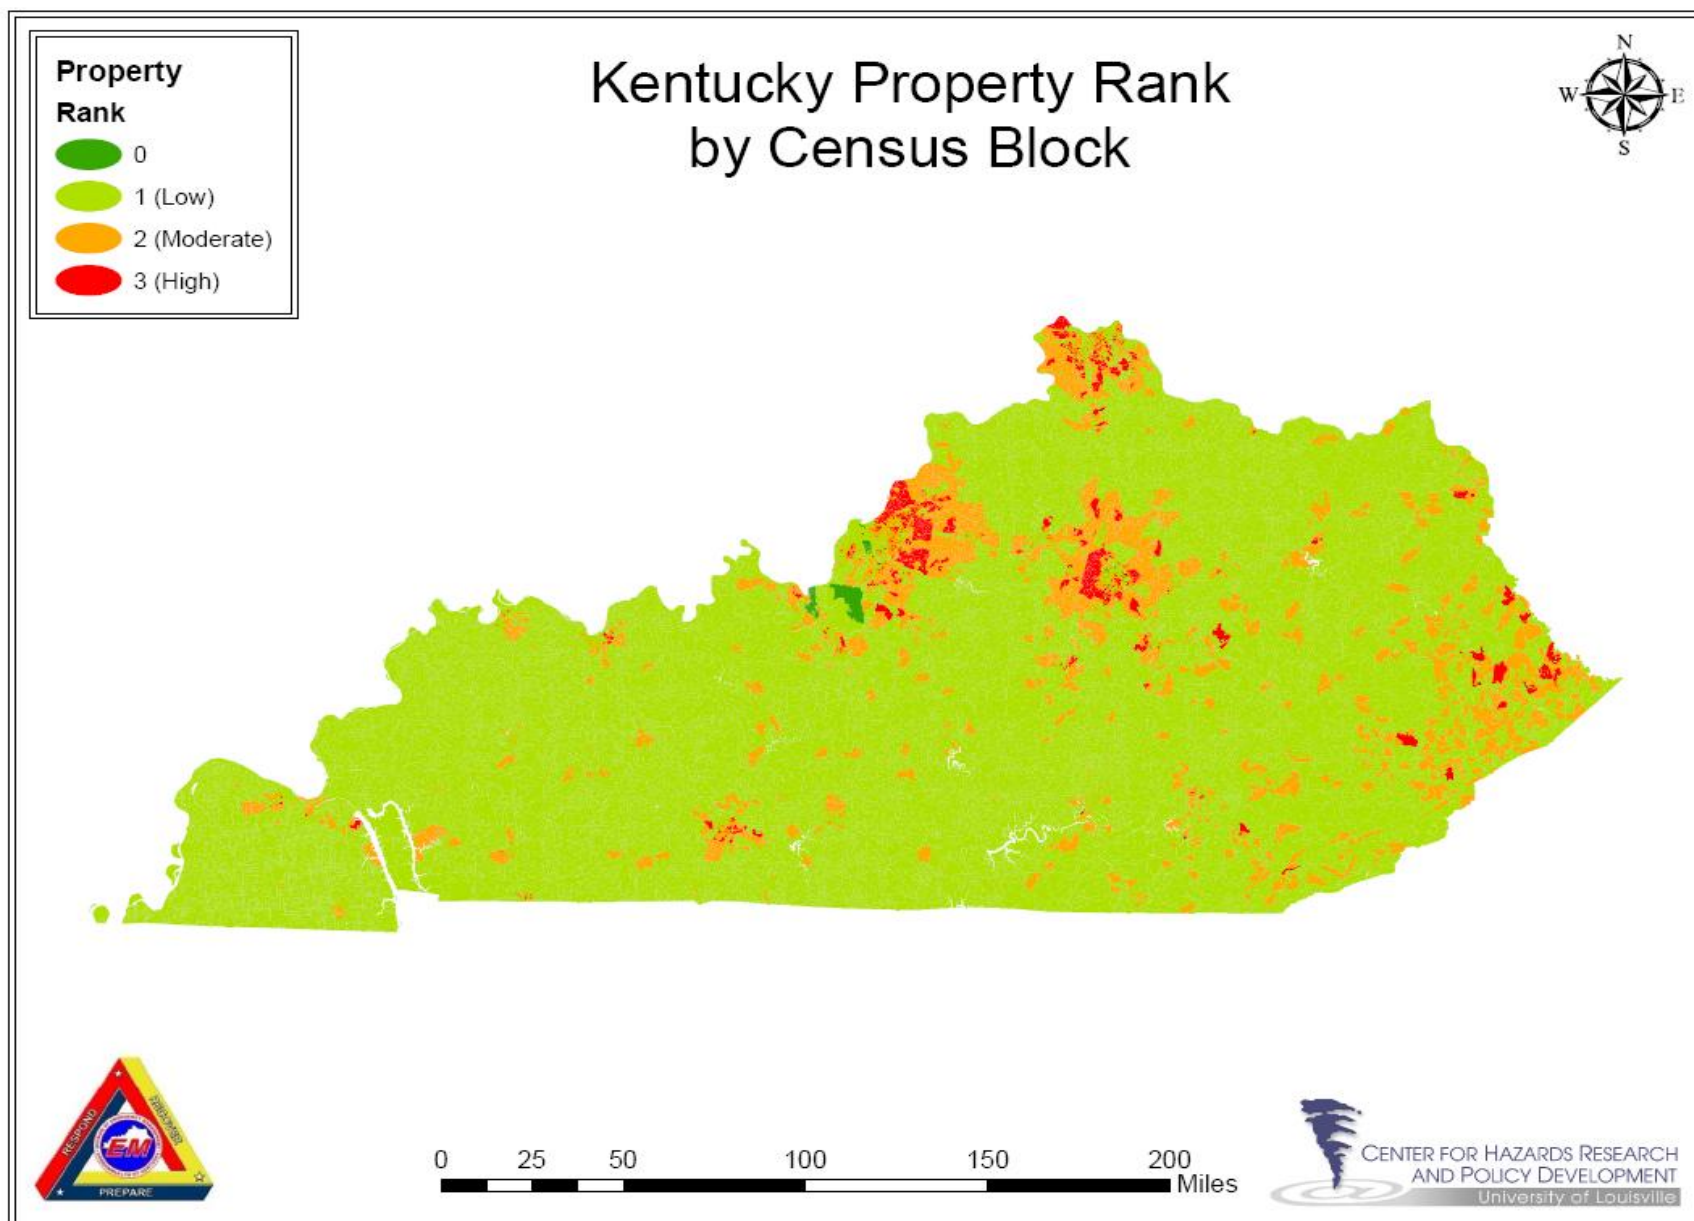 Property
Rank
0
1 (Low)
2 (Moderate)
3 (High)
Kentucky Property Rank
by Census Block
N
W
E
S
RESPOND
RECOVER
EM
PREPARE
0 25 50 100 150 200
Miles
CENTER FOR HAZARDS RESEARCH
AND POLICY DEVELOPMENT
University of Louisville